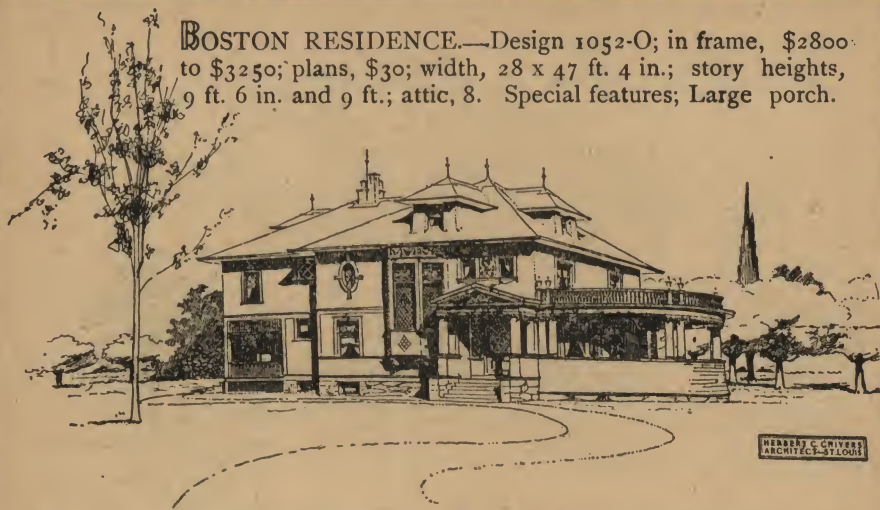 BOSTON RESIDENCE.—Design 1052-O; in frame, $2800
to $3250; plans, $30; width, 28 x 47 ft. 4 in.; story heights,
9 ft. 6 in. and 9 ft.; attic, 8. Special features; Large porch.
HERBERT C. CHIVERS
ARCHITECT—ST. LOUIS